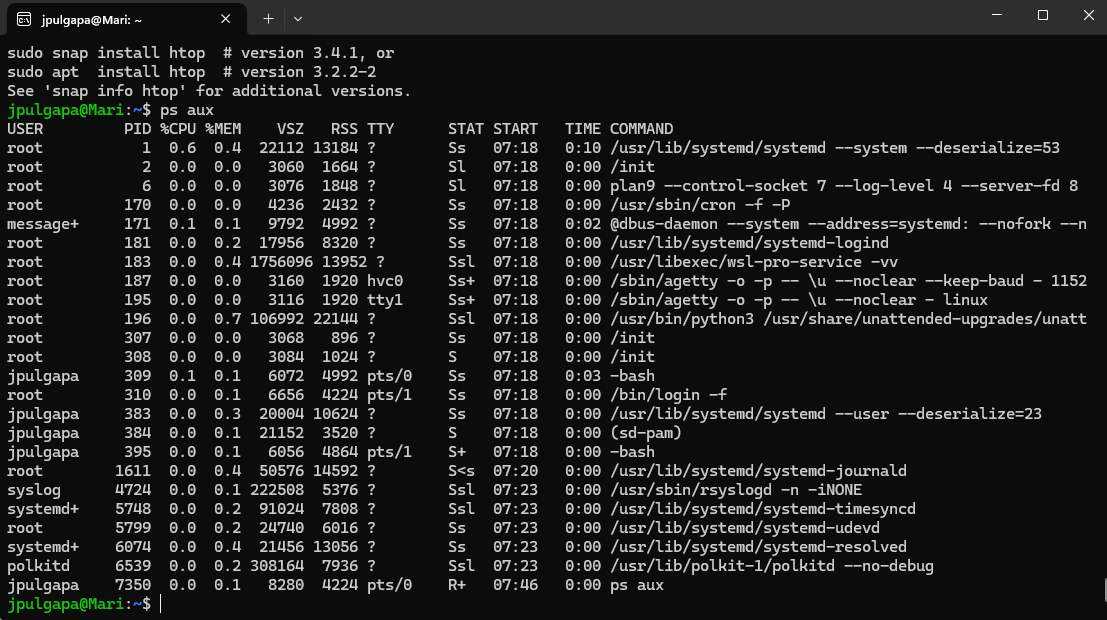 jpulgapa@Mari: ~
sudo snap install htop  # version 3.4.1, or
sudo apt  install htop  # version 3.2.2-2
See 'snap info htop' for additional versions.
jpulgapa@Mari:~$ ps aux
USER         PID %CPU %MEM    VSZ   RSS TTY      STAT START   TIME COMMAND
root           1  0.6  0.4  22112 13184 ?        Ss   07:18   0:10 /usr/lib/systemd/systemd --system --deserialize=53
root           2  0.0  0.0   3060  1664 ?        Sl   07:18   0:00 /init
root           6  0.0  0.0   3076  1848 ?        Sl   07:18   0:00 plan9 --control-socket 7 --log-level 4 --server-fd 8
root         170  0.0  0.0   4236  2432 ?        Ss   07:18   0:00 /usr/sbin/cron -f -P
message+     171  0.1  0.1   9792  4992 ?        Ss   07:18   0:02 @dbus-daemon --system --address=systemd: --nofork --n
root         181  0.0  0.2  17956  8320 ?        Ss   07:18   0:00 /usr/lib/systemd/systemd-logind
root         183  0.0  0.4 1756096 13952 ?       Ssl  07:18   0:00 /usr/libexec/wsl-pro-service -vv
root         187  0.0  0.0   3160  1920 hvc0     Ss+  07:18   0:00 /sbin/agetty -o -p -- \u --noclear --keep-baud - 1152
root         195  0.0  0.0   3116  1920 tty1     Ss+  07:18   0:00 /sbin/agetty -o -p -- \u --noclear - linux
root         196  0.0  0.7 106992 22144 ?        Ssl  07:18   0:00 /usr/bin/python3 /usr/share/unattended-upgrades/unatt
root         307  0.0  0.0   3068   896 ?        Ss   07:18   0:00 /init
root         308  0.0  0.0   3084  1024 ?        S    07:18   0:00 /init
jpulgapa     309  0.1  0.1   6072  4992 pts/0    Ss   07:18   0:03 -bash
root         310  0.0  0.1   6656  4224 pts/1    Ss   07:18   0:00 /bin/login -f
jpulgapa     383  0.0  0.3  20004 10624 ?        Ss   07:18   0:00 /usr/lib/systemd/systemd --user --deserialize=23
jpulgapa     384  0.0  0.1  21152  3520 ?        S    07:18   0:00 (sd-pam)
jpulgapa     395  0.0  0.1   6056  4864 pts/1    S+   07:18   0:00 -bash
root        1611  0.0  0.4  50576 14592 ?        S<s  07:20   0:00 /usr/lib/systemd/systemd-journald
syslog      4724  0.0  0.1 222508  5376 ?        Ssl  07:23   0:00 /usr/sbin/rsyslogd -n -iNONE
systemd+    5748  0.0  0.2  91024  7808 ?        Ssl  07:23   0:00 /usr/lib/systemd/systemd-timesyncd
root        5799  0.0  0.2  24740  6016 ?        Ss   07:23   0:00 /usr/lib/systemd/systemd-udevd
systemd+    6074  0.0  0.4  21456 13056 ?        Ss   07:23   0:00 /usr/lib/systemd/systemd-resolved
polkitd     6539  0.0  0.2 308164  7936 ?        Ssl  07:23   0:00 /usr/lib/polkit-1/polkitd --no-debug
jpulgapa    7350  0.0  0.1   8280  4224 pts/0    R+   07:46   0:00 ps aux
jpulgapa@Mari:~$